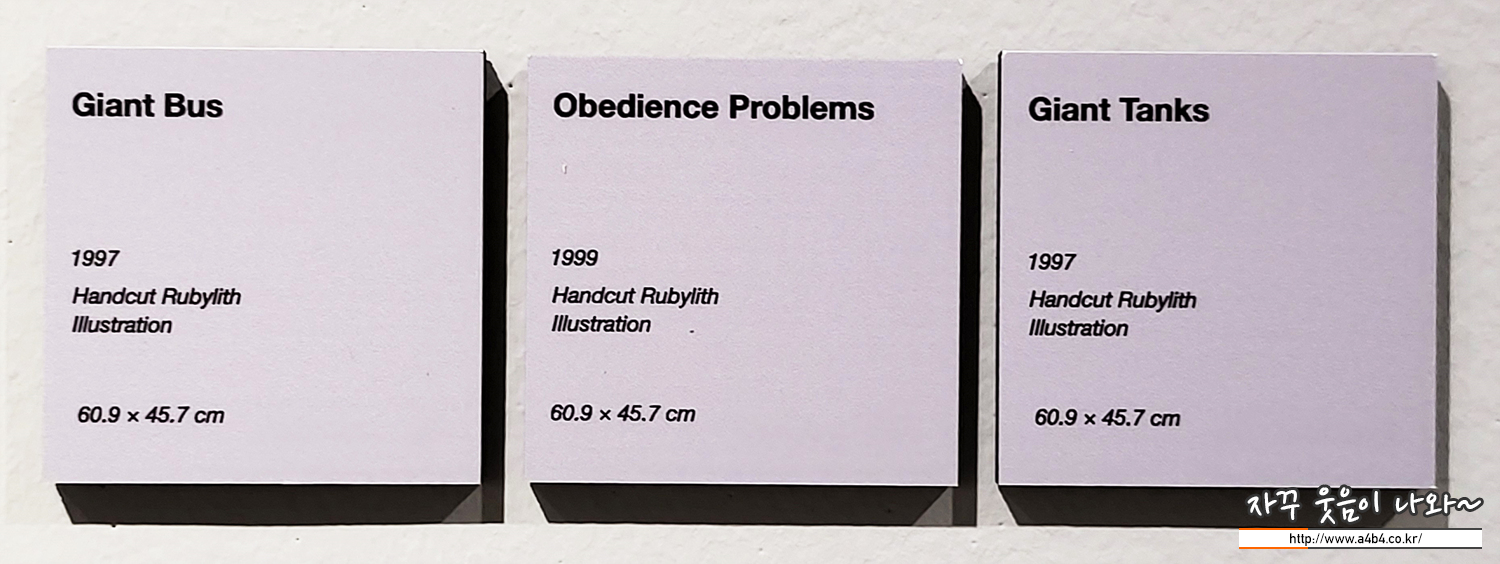 Giant Bus
1997
Handcut Rubylith
Illustration
60.9 × 45.7 cm
Obedience Problems
1999
Handcut Rubylith
Illustration
60.9 × 45.7 cm
Giant Tanks
1997
Handcut Rubylith
Illustration
60.9 × 45.7 cm
자꾸 웃음이 나와~
http://www.a4b4.co.kr/